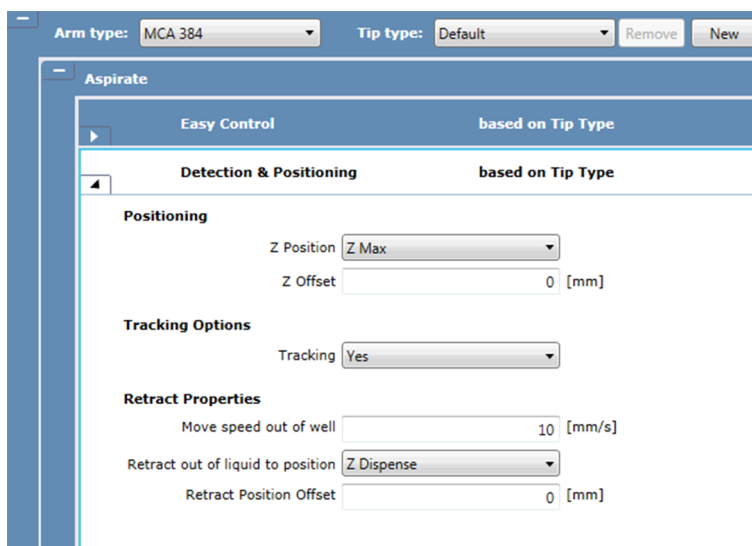 Arm type: MCA 384 Tip type: Default Remove New
Aspirate
Easy Control based on Tip Type
Detection & Positioning based on Tip Type
Positioning
Z Position Z Max
Z Offset 0 [mm]
Tracking Options
Tracking Yes
Retract Properties
Move speed out of well 10 [mm/s]
Retract out of liquid to position Z Dispense
Retract Position Offset 0 [mm]